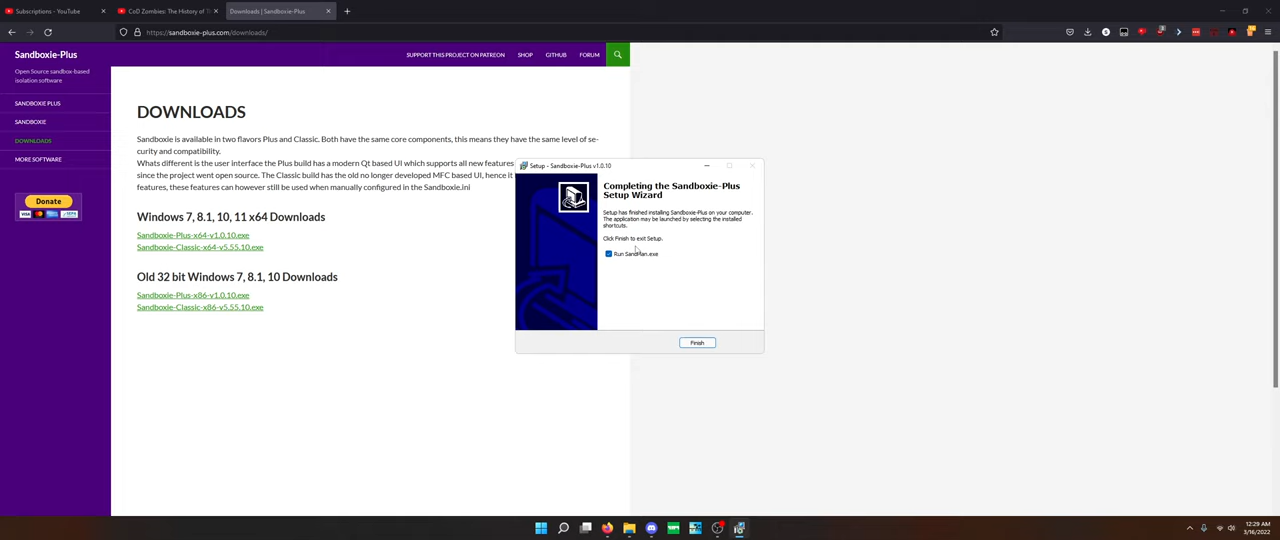 Subscriptions - YouTube
CoD Zombies: The History of T
Downloads | Sandboxie-Plus
https://sandboxie-plus.com/downloads/
Sandboxie-Plus
Open Source sandbox-based
isolation software
SANDBOXIE PLUS
SANDBOXIE
DOWNLOADS
MORE SOFTWARE
Donate
SUPPORT THIS PROJECT ON PATREON
SHOP
GITHUB
FORUM
DOWNLOADS
Sandboxie is available in two flavors Plus and Classic. Both have the same core components, this means they have the same level of se-
curity and compatibility.
Whats different is the user interface the Plus build has a modern Qt based UI which supports all new features
since the project went open source. The Classic build has the old no longer developed MFC based UI, hence it
features, these features can however still be used when manually configured in the Sandboxie.ini
Windows 7, 8.1, 10, 11 x64 Downloads
Sandboxie-Plus-x64-v1.0.10.exe
Sandboxie-Classic-x64-v5.55.10.exe
Old 32 bit Windows 7, 8.1, 10 Downloads
Sandboxie-Plus-x86-v1.0.10.exe
Sandboxie-Classic-x86-v5.55.10.exe
Setup - Sandboxie-Plus v1.0.10
Completing the Sandboxie-Plus
Setup Wizard
Setup has finished installing Sandboxie-Plus on your computer.
The application may be launched by selecting the installed
shortcuts.
Click Finish to exit Setup.
Run SandMan.exe
Finish
12:29 AM
3/16/2022